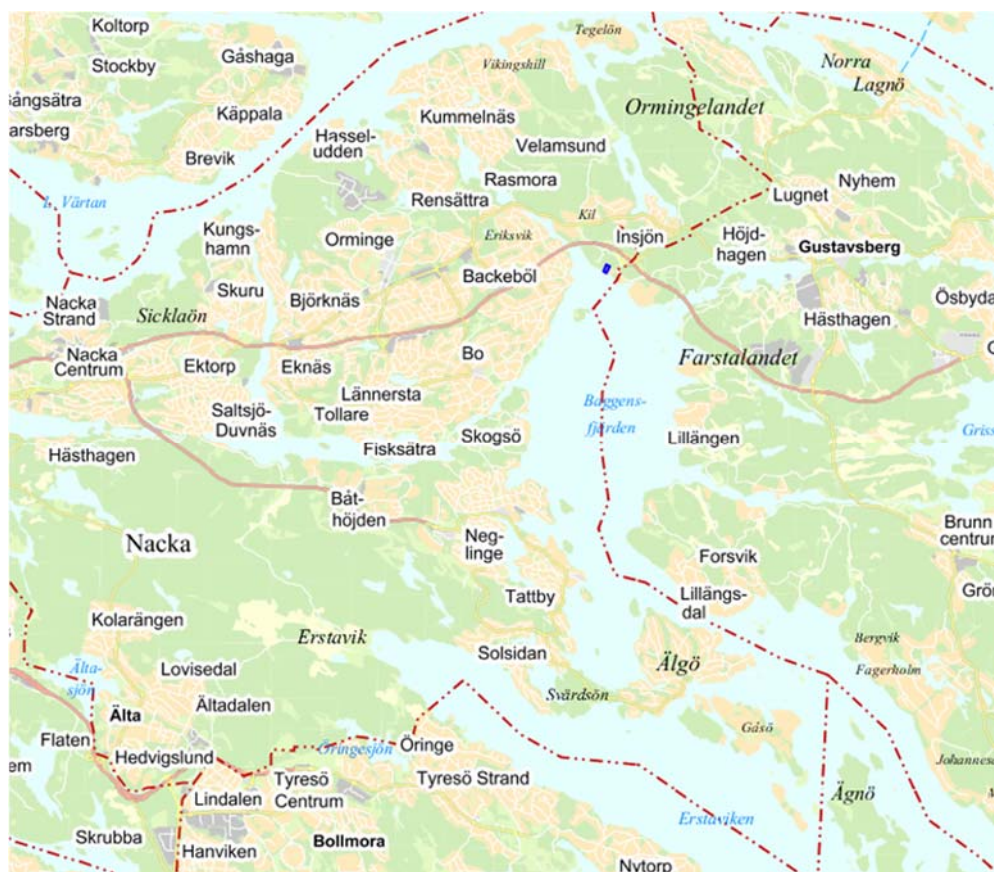 Koltorp
Tegelön
Stockby
Gåshaga
Vikingshill
Norra
Lagnö
Käppala
Kummelnäs
Ormingelandet
Brevik
Hassel-
udden
Velamsund
Rasmora
Nyhem
L. Värtan
Rensättra
Lugnet
Kungs-
hamn
Orminge
Kil
Eriksvik
Insjön
Höjd-
hagen
Gustavsberg
Backeböl
Skuru
Björknäs
Nacka
Strand
Sicklaön
Hästhagen
Nacka
Centrum
Ektorp
Eknäs
Bo
Farstalandet
Lännersta
Tollare
Saltsjö-
Duvnäs
Baggens-
fjärden
Skogsö
Lillängen
Fisksätra
Hästhagen
Båt-
höjden
Nacka
Neg-
linge
Forsvik
Brunn
centrum
Tattby
Lillängs-
dal
Kolarängen
Erstavik
Bergvik
Lovisedal
Solsidan
Älgö
Fagerholm
Älta-
sjön
Svärdsön
Ältadalen
Älta
Gåsö
Flaten
Hedvigslund
Öringesjön
Öringe
Tyresö
Centrum
Tyresö Strand
Lindalen
Ägnö
Erstaviken
Skrubba
Hanviken
Bollmora
Nytorp